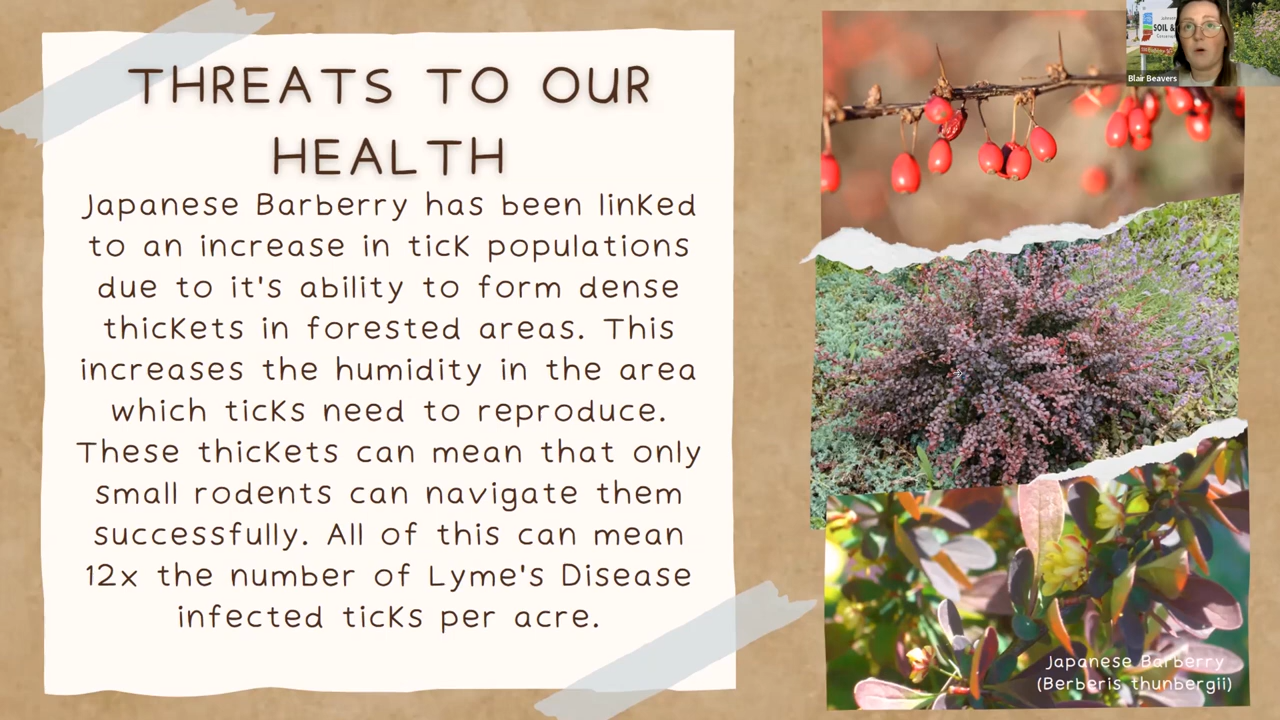 THREATS TO OUR
HEALTH
Japanese Barberry has been linked
to an increase in tick populations
due to it's ability to form dense
thickets in forested areas. This
increases the humidity in the area
which ticks need to reproduce.
These thickets can mean that only
small rodents can navigate them
successfully. All of this can mean
12x the number of Lyme's Disease
infected ticks per acre.
SOIL &
Blair Beavers
Japanese Barberry
(Berberis thunbergii)